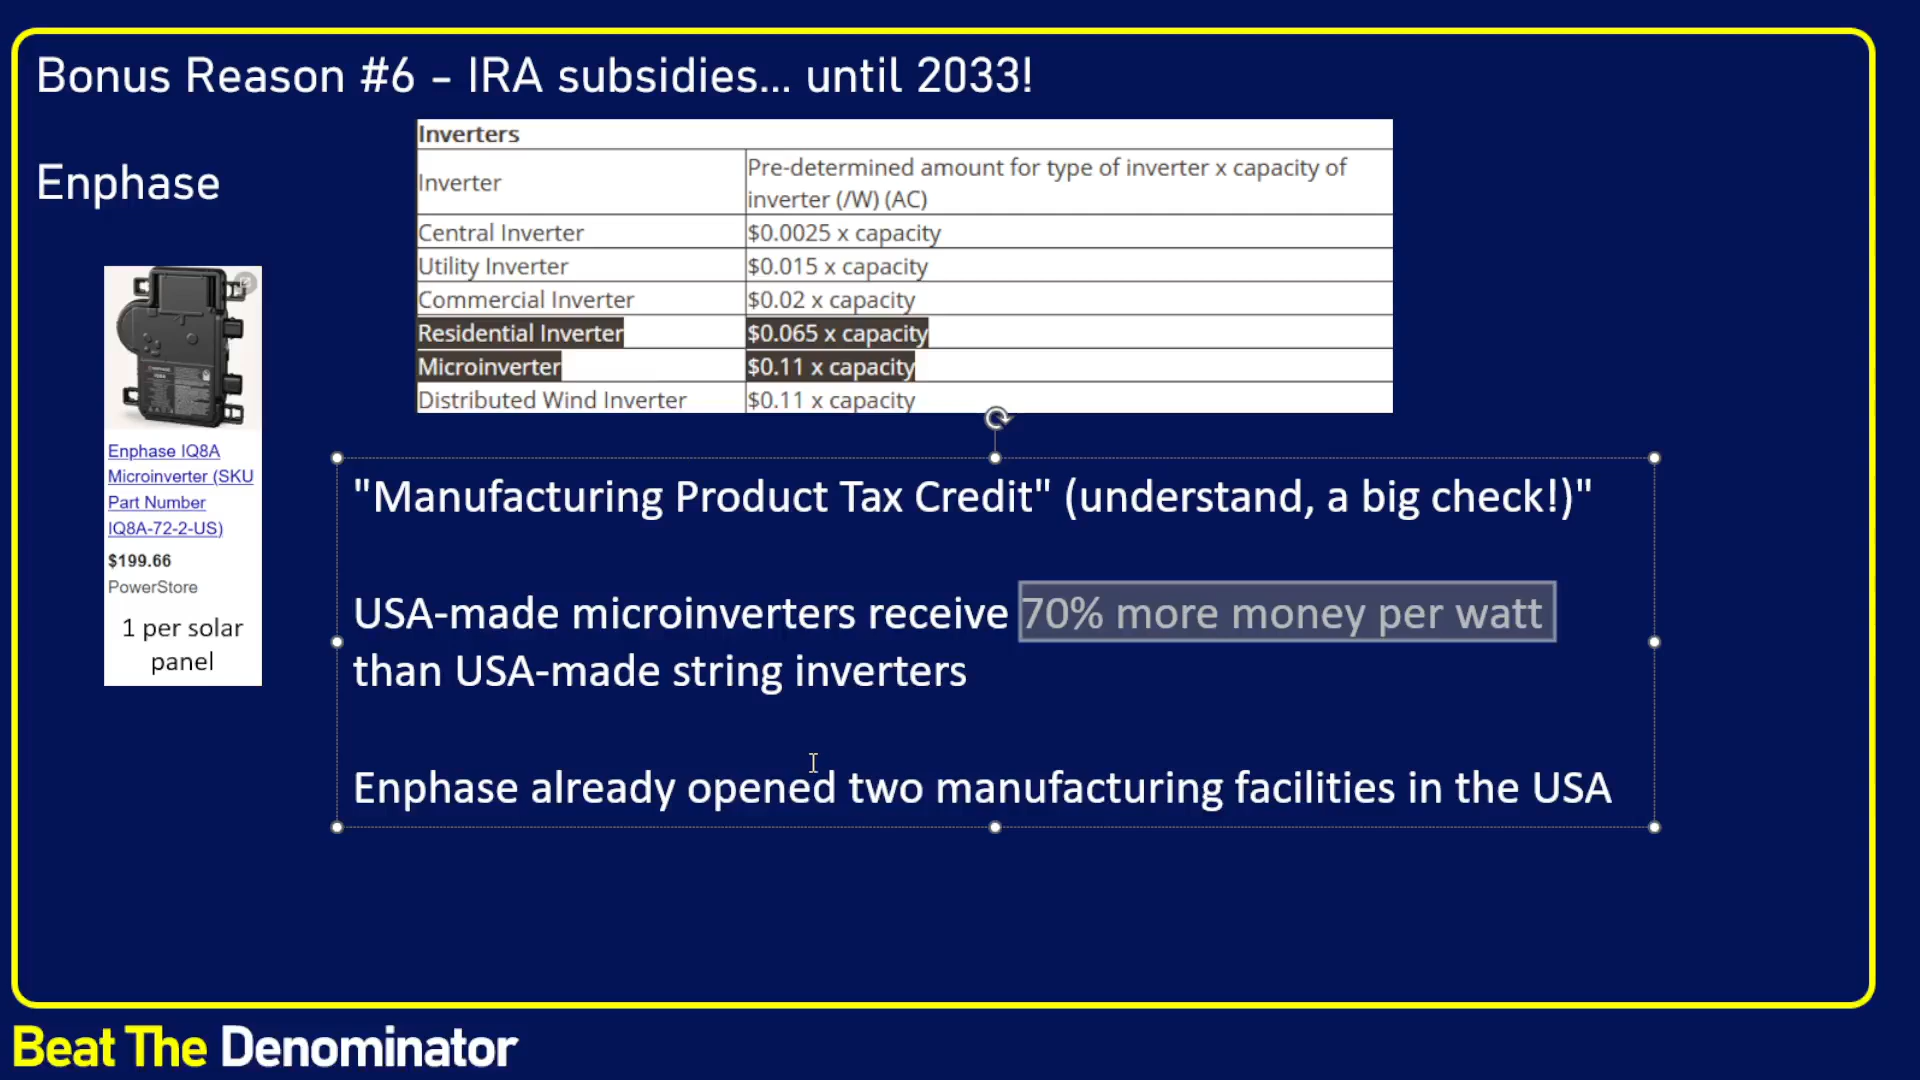 Bonus Reason #6 – IRA subsidies... until 2033!
Enphase
Inverters
Inverter
Pre-determined amount for type of inverter x capacity of
inverter (/W) (AC)
Central Inverter $0.0025 x capacity
Utility Inverter $0.015 x capacity
Commercial Inverter $0.02 x capacity
Residential Inverter $0.065 x capacity
Microinverter $0.11 x capacity
Distributed Wind Inverter $0.11 x capacity
Enphase IQ8A
Microinverter (SKU
Part Number
IQ8A-72-2-US)
$199.66
PowerStore
1 per solar
panel
"Manufacturing Product Tax Credit" (understand, a big check!)"
USA-made microinverters receive 70% more money per watt
than USA-made string inverters
Enphase already opened two manufacturing facilities in the USA
Beat The Denominator